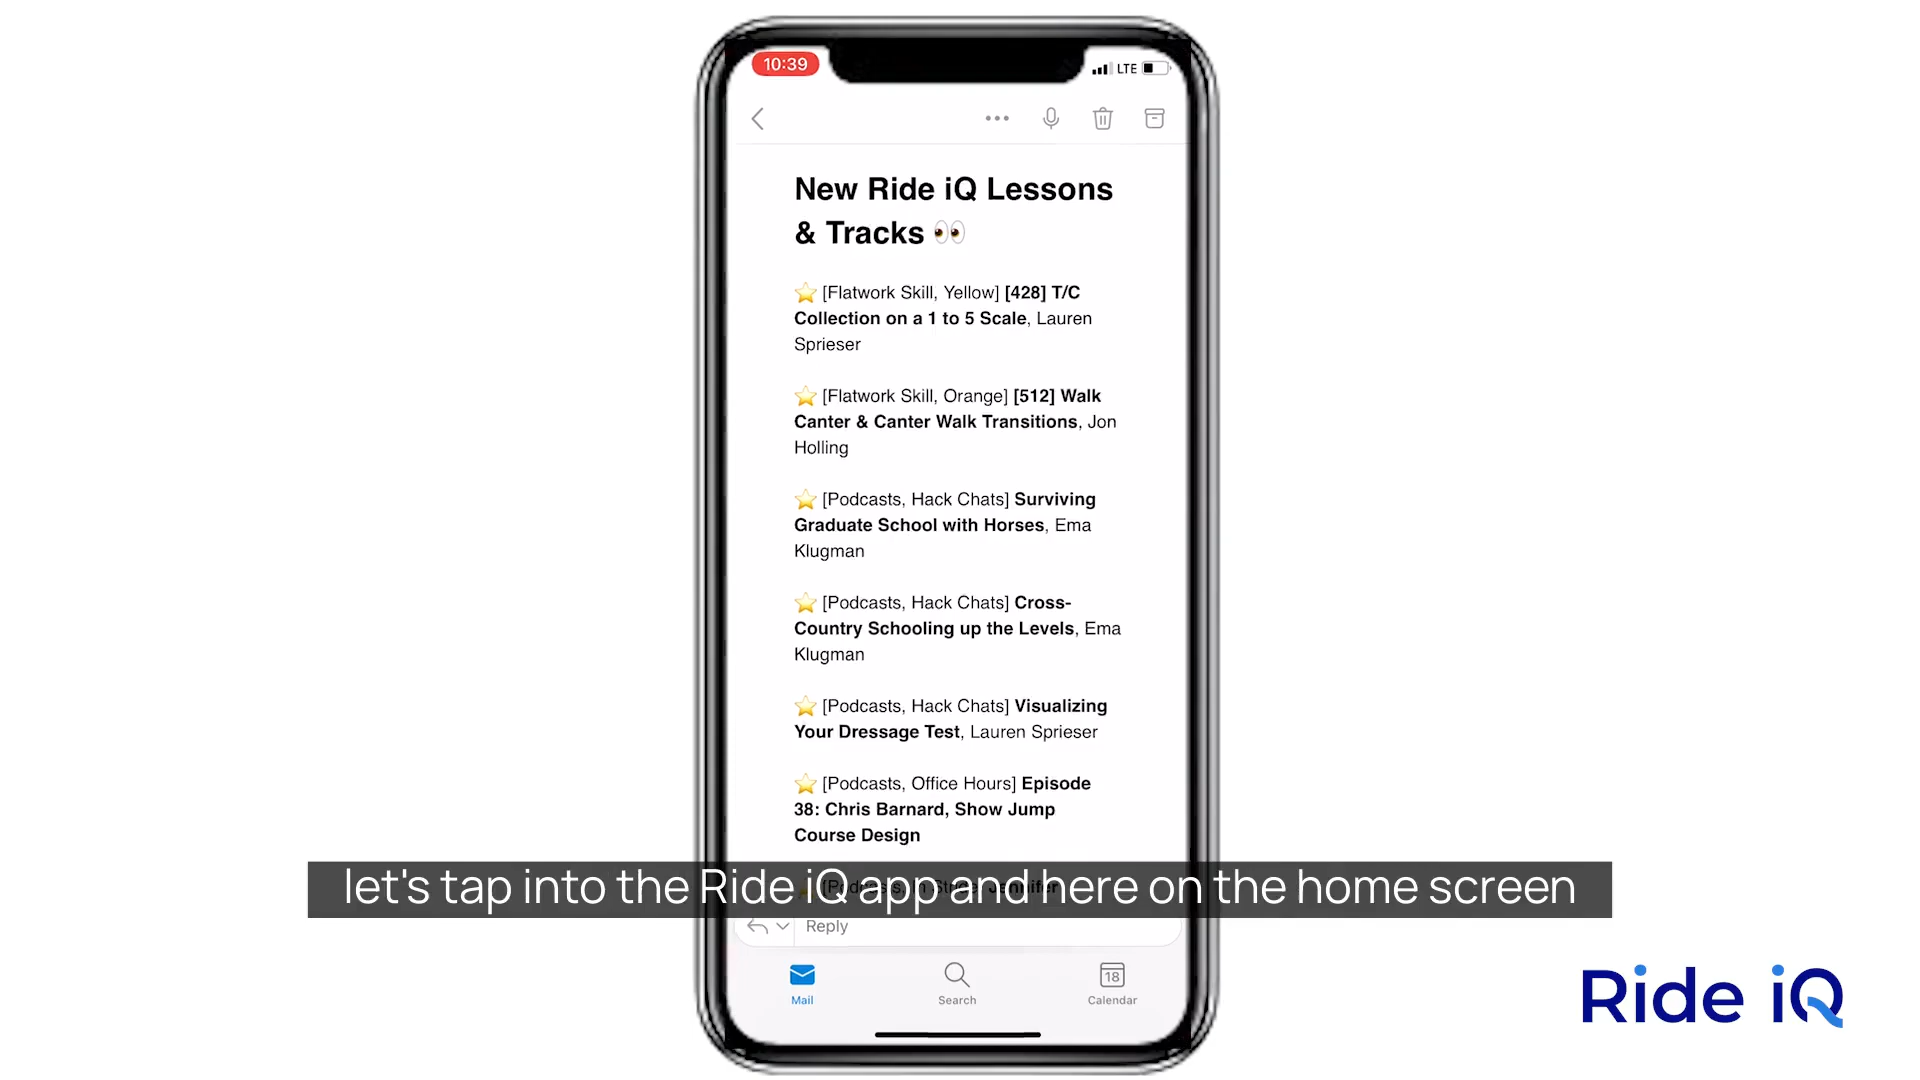 10:39
LTE
New Ride iQ Lessons
& Tracks 👀
⭐ [Flatwork Skill, Yellow] [428] T/C
Collection on a 1 to 5 Scale, Lauren
Sprieser
⭐ [Flatwork Skill, Orange] [512] Walk
Canter & Canter Walk Transitions, Jon
Holling
⭐ [Podcasts, Hack Chats] Surviving
Graduate School with Horses, Ema
Klugman
⭐ [Podcasts, Hack Chats] Cross-
Country Schooling up the Levels, Ema
Klugman
⭐ [Podcasts, Hack Chats] Visualizing
Your Dressage Test, Lauren Sprieser
⭐ [Podcasts, Office Hours] Episode
38: Chris Barnard, Show Jump
Course Design
[Podcasts, In Stride] Jennifer
let's tap into the Ride iQ app and here on the home screen
Reply
Mail
Search
18
Calendar
Ride iQ